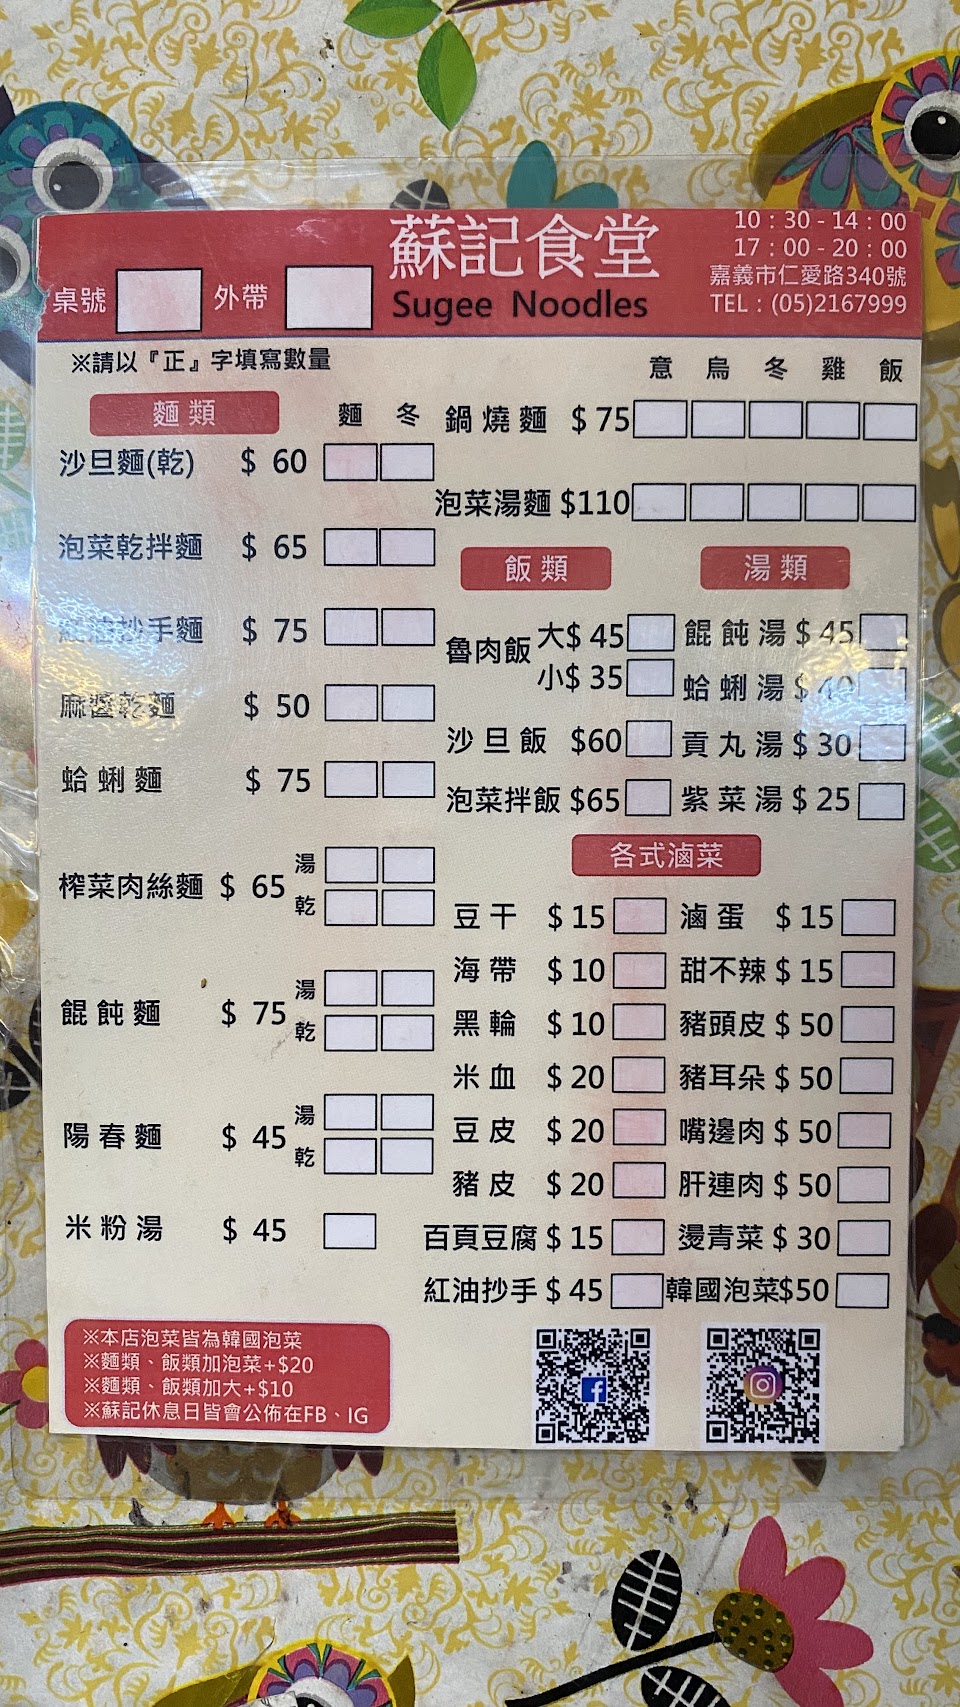 蘇記食堂
Sugee Noodles
10：30 - 14：00
17：00 - 20：00
嘉義市仁愛路340號
TEL：(05)2167999
桌號 外帶
※請以『正』字填寫數量
麵類
麵 冬
沙旦麵(乾) $ 60
泡菜乾拌麵 $ 65
紅油抄手麵 $ 75
麻醬乾麵 $ 50
蛤蜊麵 $ 75
榨菜肉絲麵 $ 65 湯 乾
餛飩麵 $ 75 湯 乾
陽春麵 $ 45 湯 乾
米粉湯 $ 45
意 烏 冬 雞 飯
鍋燒麵 $ 75
泡菜湯麵 $110
飯類
魯肉飯 大$ 45
小$ 35
沙旦飯 $60
泡菜拌飯 $65
湯類
餛飩湯 $ 45
蛤蜊湯 $ 40
貢丸湯 $ 30
紫菜湯 $ 25
各式滷菜
豆干 $ 15
海帶 $ 10
黑輪 $ 10
米血 $ 20
豆皮 $ 20
豬皮 $ 20
百頁豆腐 $ 15
紅油抄手 $ 45
滷蛋 $ 15
甜不辣 $ 15
豬頭皮 $ 50
豬耳朵 $ 50
嘴邊肉 $ 50
肝連肉 $ 50
燙青菜 $ 30
韓國泡菜$50
※本店泡菜皆為韓國泡菜
※麵類、飯類加泡菜+$20
※麵類、飯類加大+$10
※蘇記休息日皆會公佈在FB、IG